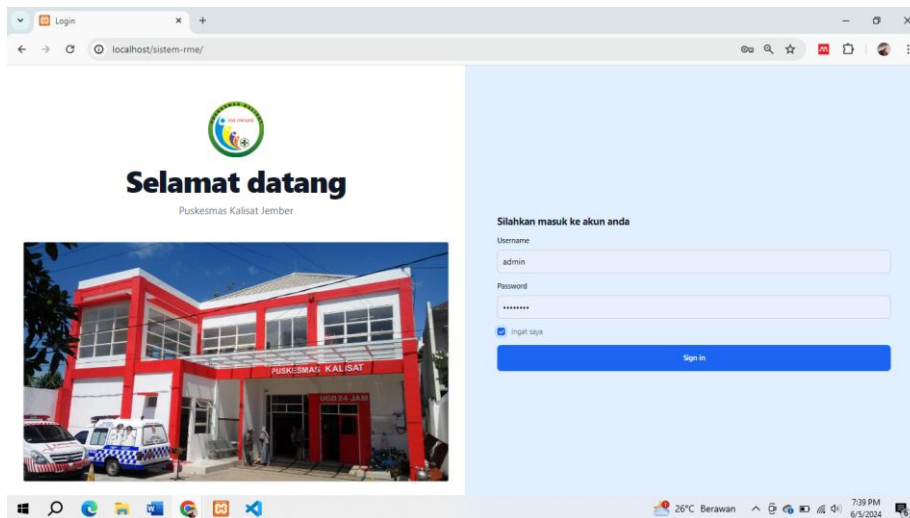 Login
localhost/sistem-rme/
Selamat datang
Puskesmas Kalisat Jember
PUSKESMAS KALISAT
UGD 24 JAM
Silahkan masuk ke akun anda
Username
admin
Password
••••••••
Ingat saya
Sign in
26°C Berawan
7:39 PM
6/5/2024